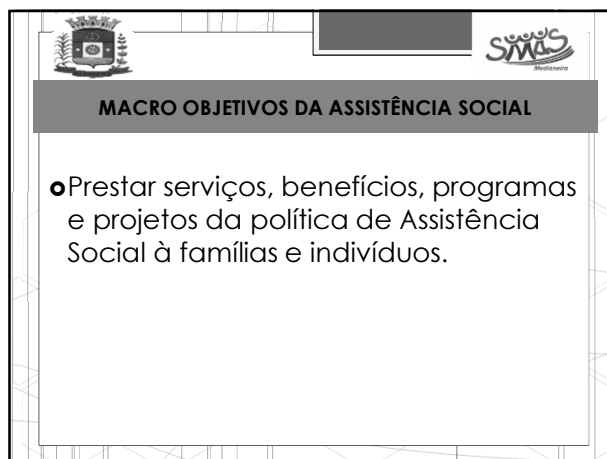 SMAS
Medianeira
MACRO OBJETIVOS DA ASSISTÊNCIA SOCIAL
Prestar serviços, benefícios, programas
e projetos da política de Assistência
Social à famílias e indivíduos.